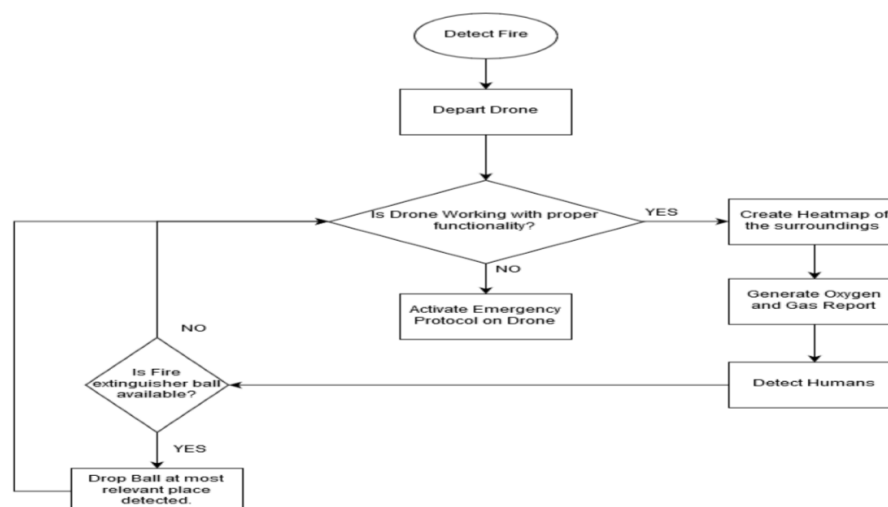 Detect Fire
Depart Drone
Is Drone Working with proper
functionality?
YES
Create Heatmap of
the surroundings
NO
Generate Oxygen
and Gas Report
Activate Emergency
Protocol on Drone
NO
Detect Humans
Is Fire
extinguisher ball
available?
YES
Drop Ball at most
relevant place
detected.